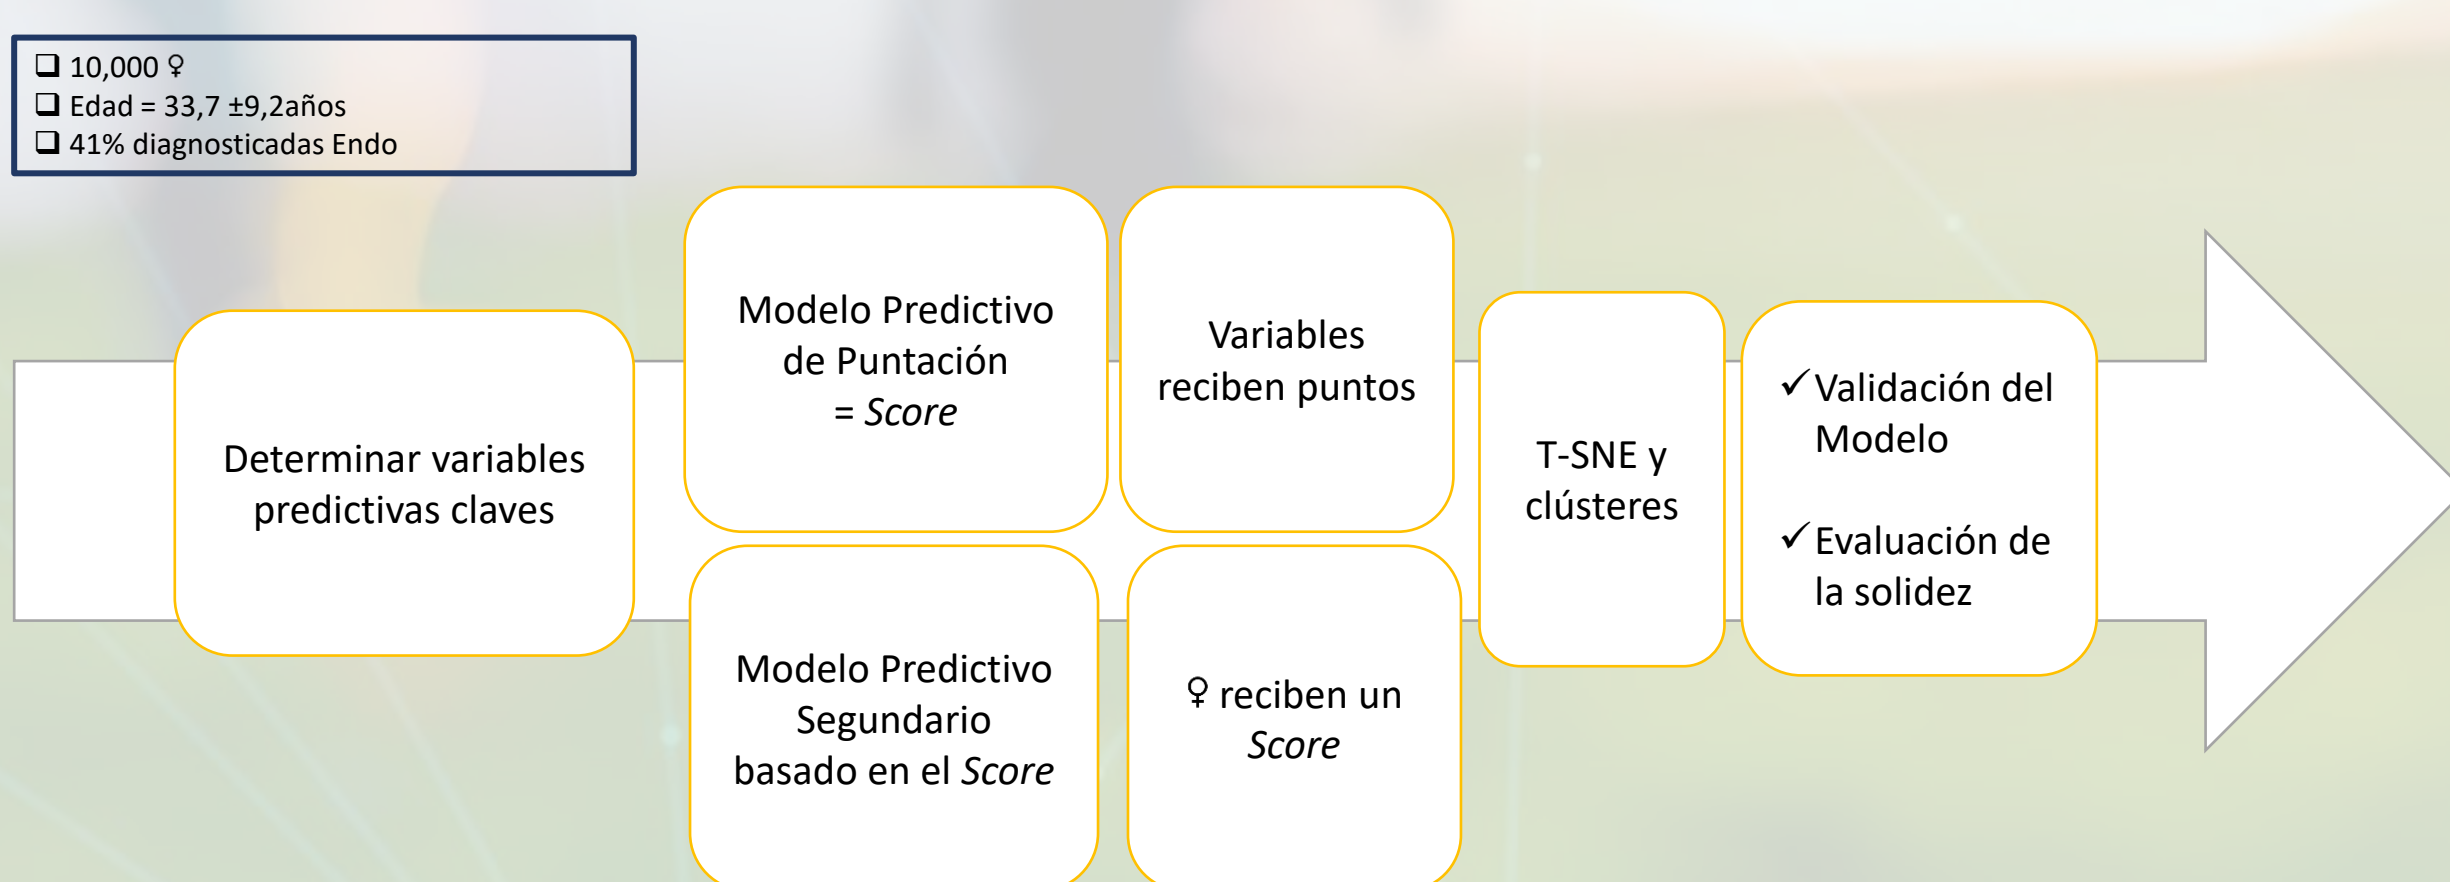 ❑ 10,000 ♀
❑ Edad = 33,7 ±9,2años
❑ 41% diagnosticadas Endo
Determinar variables
predictivas claves
Modelo Predictivo
de Puntación
= Score
Modelo Predictivo
Segundario
basado en el Score
Variables
reciben puntos
♀ reciben un
Score
T-SNE y
clústeres
✓Validación del
Modelo
✓Evaluación de
la solidez